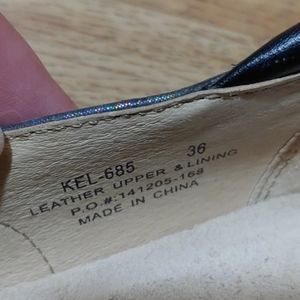 KEL-685 36
LEATHER UPPER & LINING
P.O.#:141205-168
MADE IN CHINA